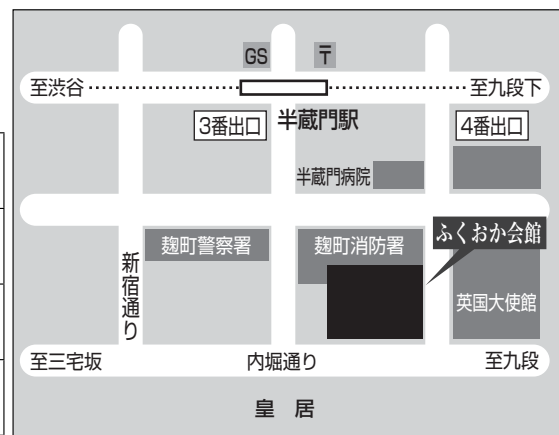 GS
〒
至渋谷
至九段下
3番出口
半蔵門駅
4番出口
半蔵門病院
麹町警察署
麹町消防署
ふくおか会館
新宿通り
英国大使館
至三宅坂
内堀通り
至九段
皇 居